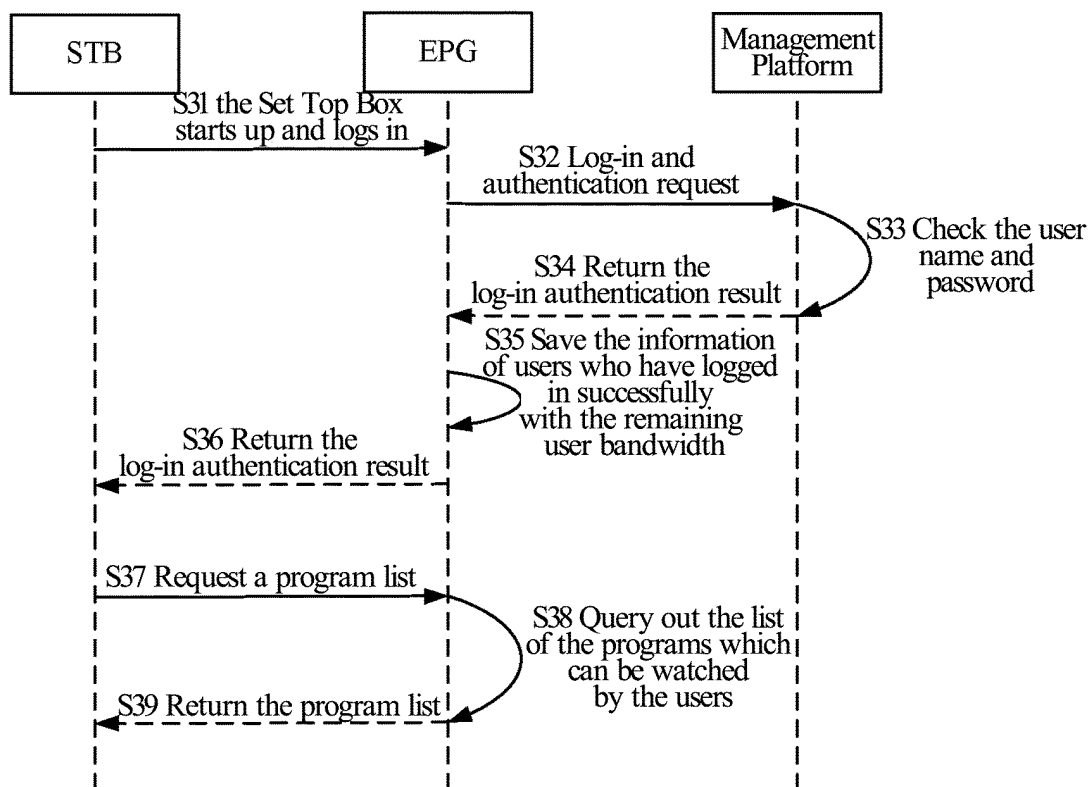 STB
EPG
Management
Platform
S31 the Set Top Box
starts up and logs in
S32 Log-in and
authentication request
S33 Check the user
name and
password
S34 Return the
log-in authentication result
S35 Save the information
of users who have logged
in successfully
with the remaining
user bandwidth
S36 Return the
log-in authentication result
S37 Request a program list
S38 Query out the list
of the programs which
can be watched
by the users
S39 Return the program list